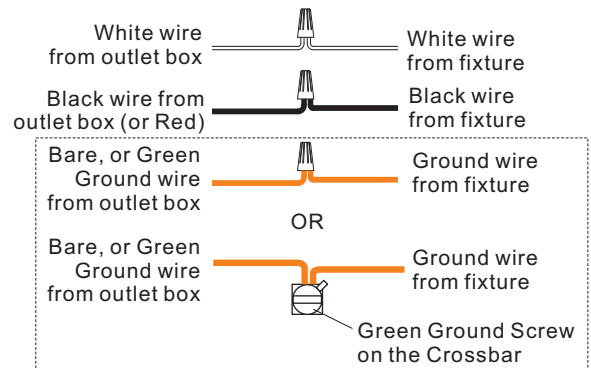 White wire
from outlet box
White wire
from fixture
Black wire from
outlet box (or Red)
Black wire
from fixture
Bare, or Green
Ground wire
from outlet box
Ground wire
from fixture
OR
Bare, or Green
Ground wire
from outlet box
Ground wire
from fixture
Green Ground Screw
on the Crossbar